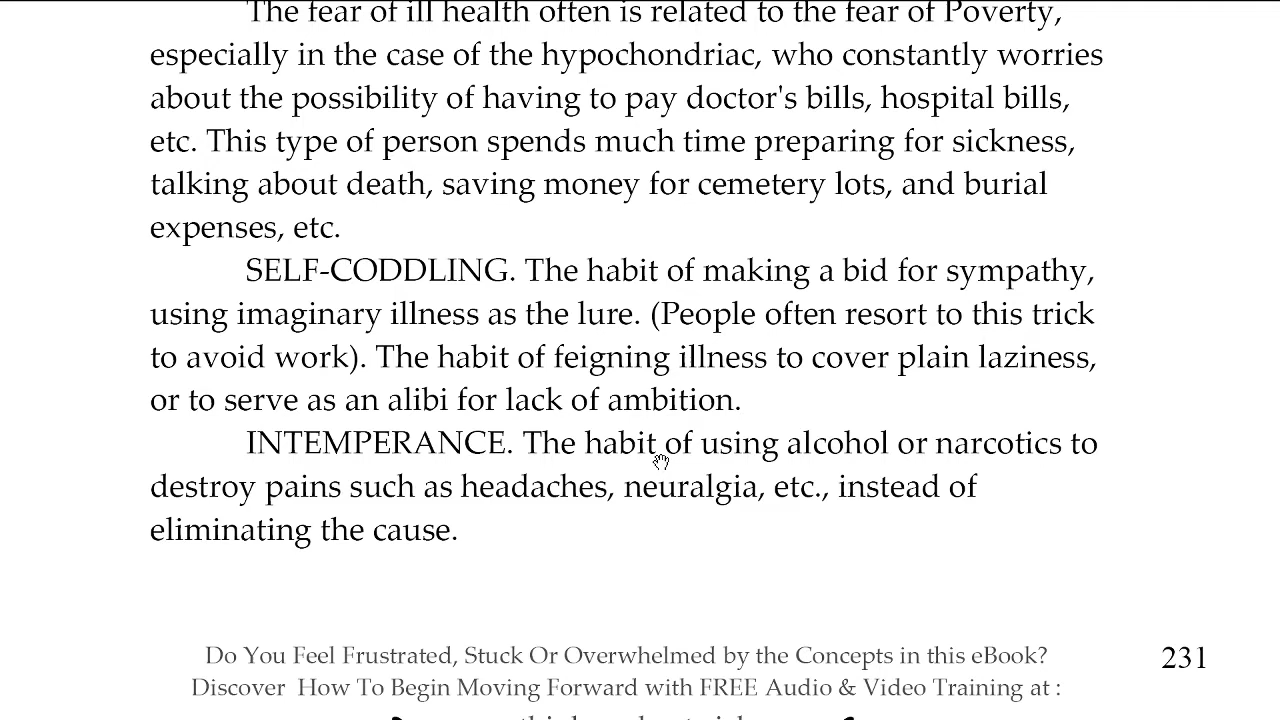 The fear of ill health often is related to the fear of Poverty,
especially in the case of the hypochondriac, who constantly worries
about the possibility of having to pay doctor's bills, hospital bills,
etc. This type of person spends much time preparing for sickness,
talking about death, saving money for cemetery lots, and burial
expenses, etc.
SELF-CODDLING. The habit of making a bid for sympathy,
using imaginary illness as the lure. (People often resort to this trick
to avoid work). The habit of feigning illness to cover plain laziness,
or to serve as an alibi for lack of ambition.
INTEMPERANCE. The habit of using alcohol or narcotics to
destroy pains such as headaches, neuralgia, etc., instead of
eliminating the cause.
Do You Feel Frustrated, Stuck Or Overwhelmed by the Concepts in this eBook?
231
Discover How To Begin Moving Forward with FREE Audio & Video Training at :